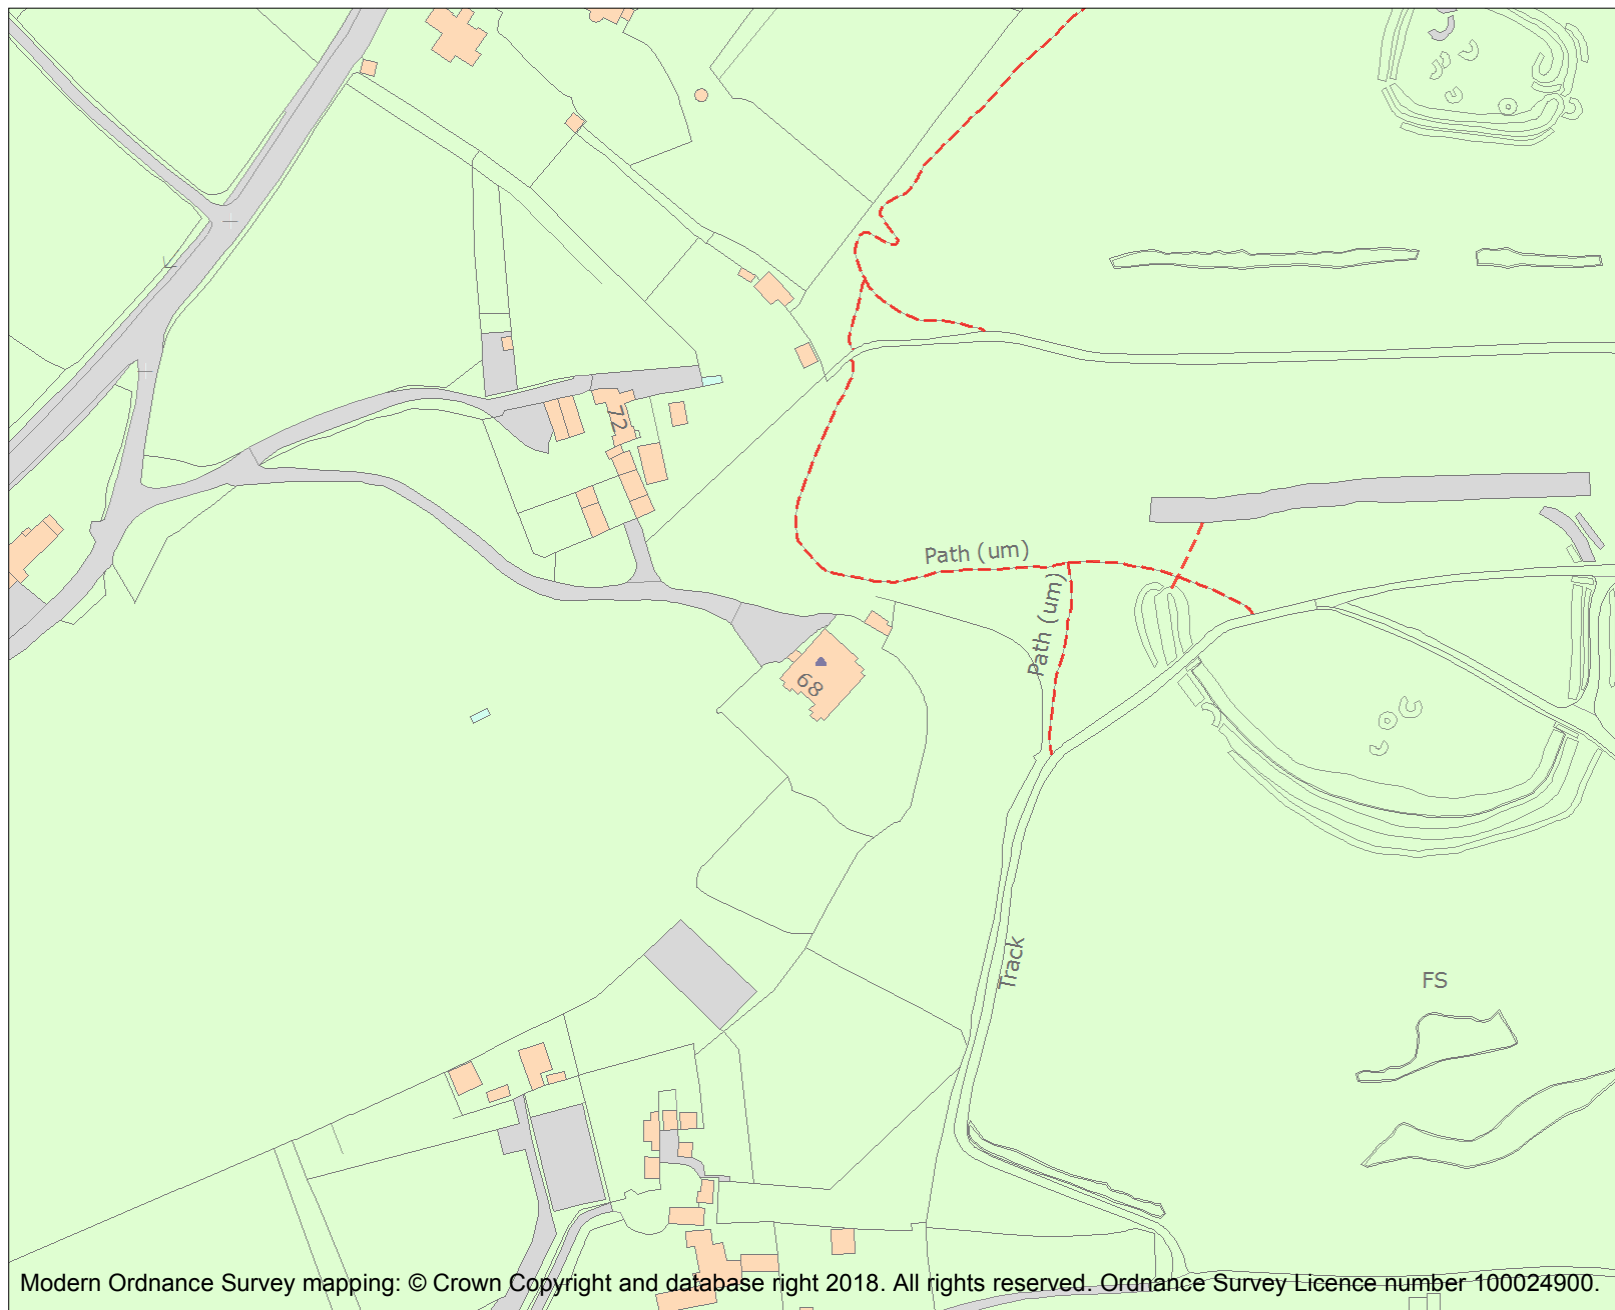 72
Path (um)
Path (um)
68
Track
FS
Modern Ordnance Survey mapping: © Crown Copyright and database right 2018. All rights reserved. Ordnance Survey Licence number 100024900.